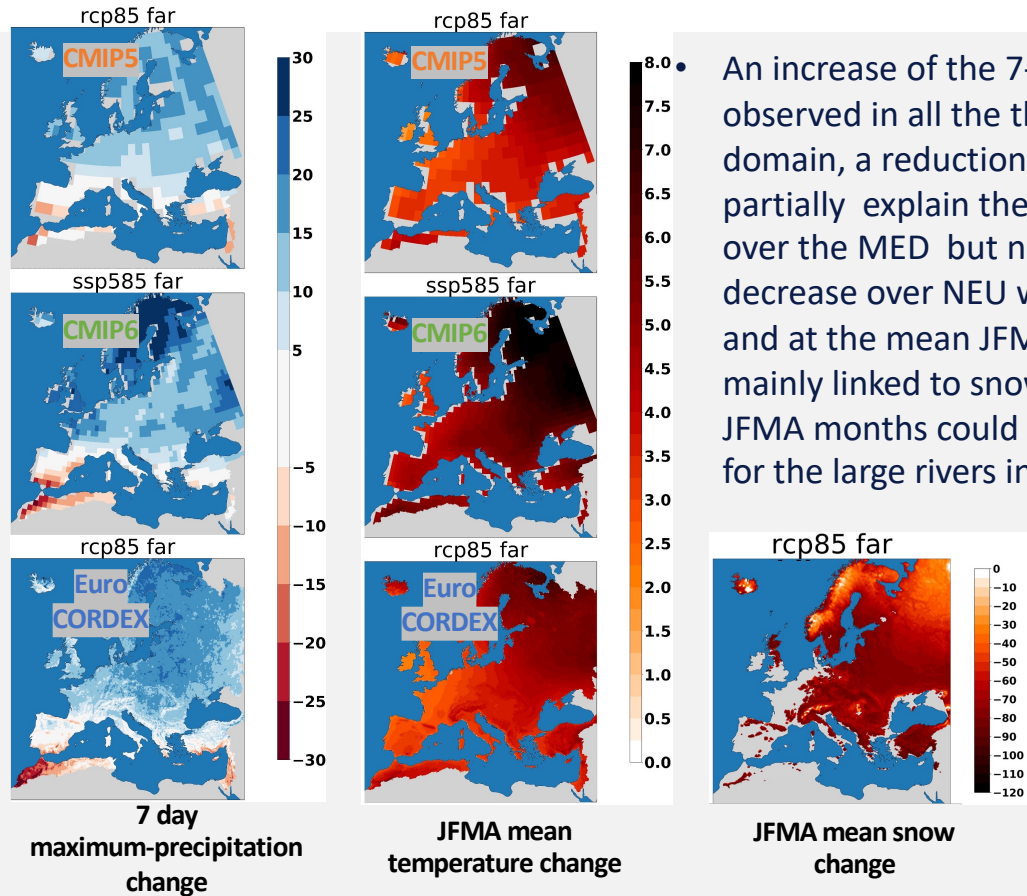 rcp85 far
CMIP5
30
25
20
15
10
5
−5
−10
−15
−20
−25
−30
ssp585 far
CMIP6
rcp85 far
Euro
CORDEX
7 day
maximum-precipitation
change
rcp85 far
CMIP5
8.0
7.5
7.0
6.5
6.0
5.5
5.0
4.5
4.0
3.5
3.0
2.5
2.0
1.5
1.0
0.5
0.0
ssp585 far
CMIP6
rcp85 far
Euro
CORDEX
JFMA mean
temperature change
• An increase of the 7-
observed in all the th
domain, a reduction
partially explain the
over the MED but n
decrease over NEU w
and at the mean JFM
mainly linked to snov
JFMA months could
for the large rivers in
rcp85 far
0
−10
−20
−30
−40
−50
−60
−70
−80
−90
−100
−110
−120
JFMA mean snow
change